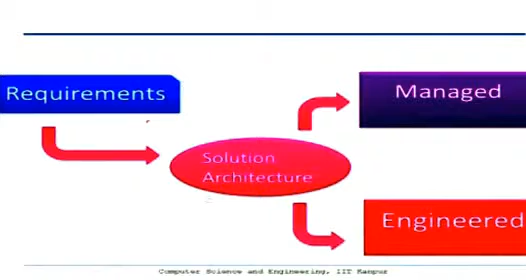 Requirements
Managed
Solution
Architecture
Engineered
Computer Science and Engineering, IIT Kanpur